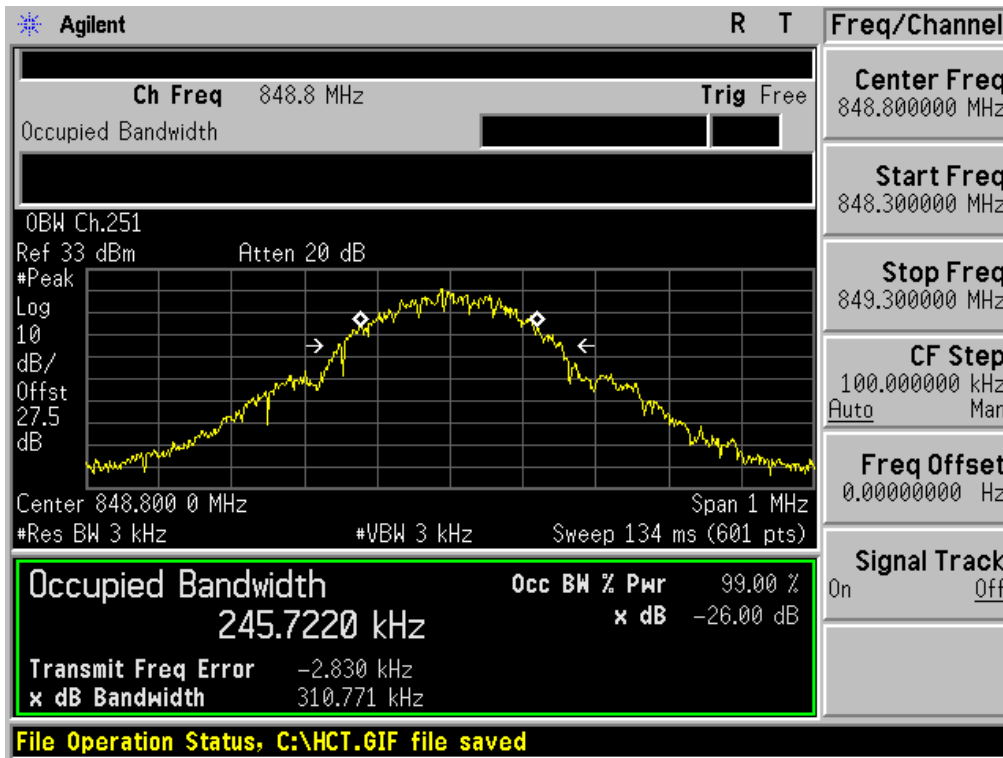 Agilent R T
Ch Freq 848.8 MHz Trig Free
Occupied Bandwidth
OBW Ch.251
Ref 33 dBm Atten 20 dB
#Peak
Log
10
dB/
Offst
27.5
dB
Center 848.800 0 MHz Span 1 MHz
#Res BW 3 kHz #VBW 3 kHz Sweep 134 ms (601 pts)
Occupied Bandwidth
245.7220 kHz
Occ BW % Pwr 99.00 %
x dB -26.00 dB
Transmit Freq Error -2.830 kHz
x dB Bandwidth 310.771 kHz
File Operation Status, C:\HCT.GIF file saved
Freq/Channel
Center Freq
848.800000 MHz
Start Freq
848.300000 MHz
Stop Freq
849.300000 MHz
CF Step
100.000000 kHz
Auto Man
Freq Offset
0.00000000 Hz
Signal Track
On Off